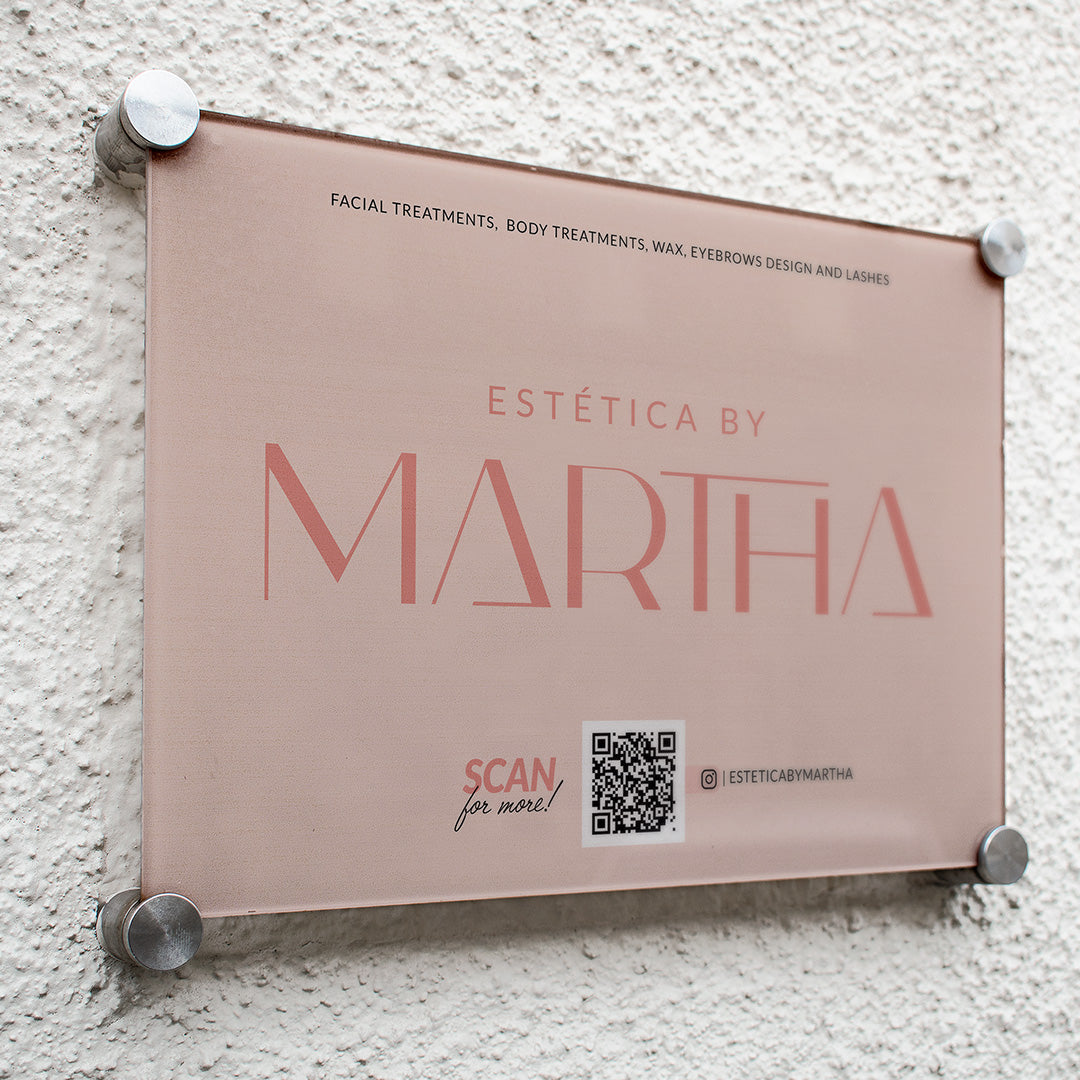 FACIAL TREATMENTS, BODY TREATMENTS, WAX, EYEBROWS DESIGN AND LASHES
ESTÉTICA BY
MARTHA
SCAN
for more!
| ESTETICABYMARTHA